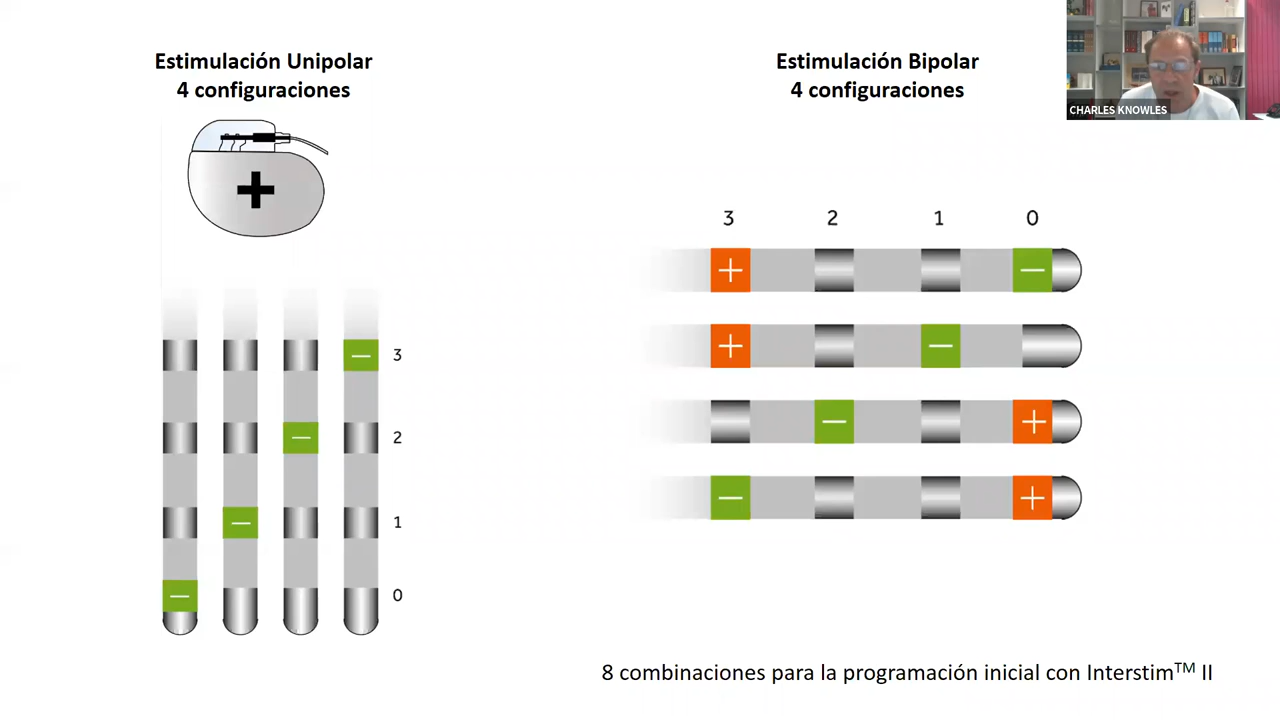 Estimulación Unipolar
4 configuraciones
+
3
2
1
0
−
−
−
−
Estimulación Bipolar
4 configuraciones
3 2 1 0
+ −
+ −
− +
− +
8 combinaciones para la programación inicial con Interstim™ II
CHARLES KNOWLES